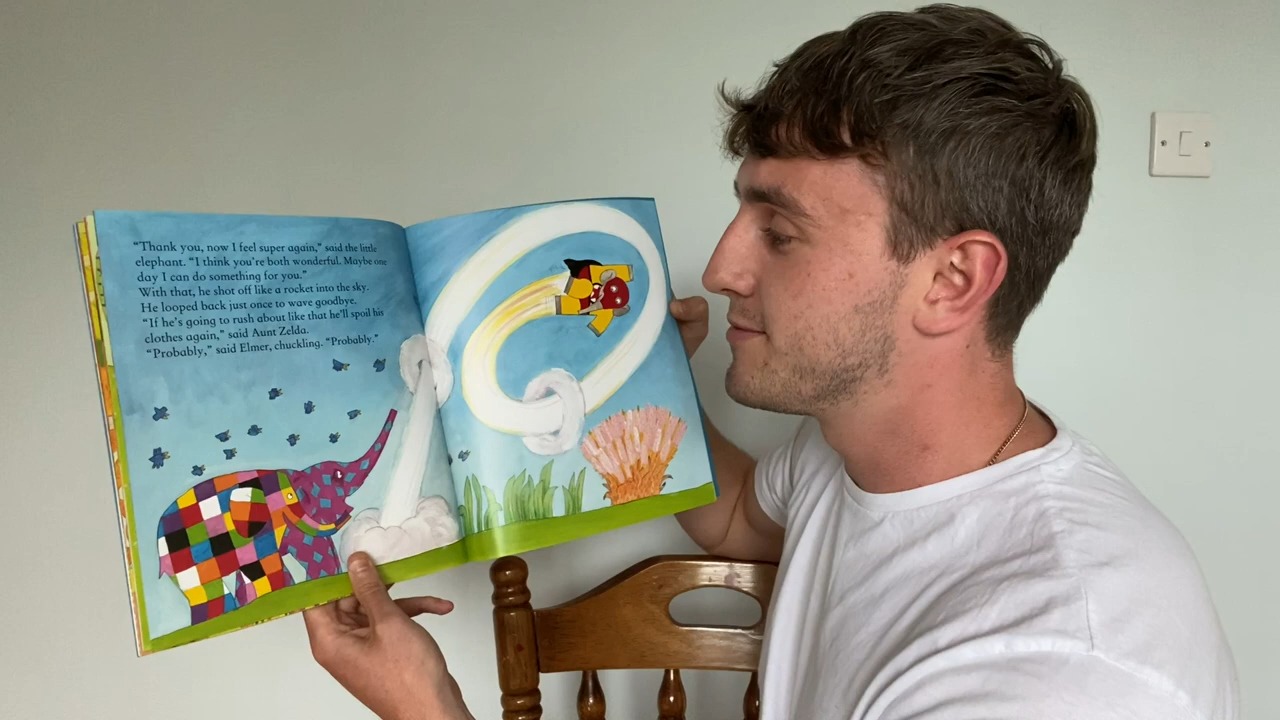 “Thank you, now I feel super again,” said the little
elephant. “I think you’re both wonderful. Maybe one
day I can do something for you.”
With that, he shot off like a rocket into the sky.
He looped back just once to wave goodbye.
“If he’s going to rush about like that he’ll spoil his
clothes again,” said Aunt Zelda.
“Probably,” said Elmer, chuckling. “Probably.”